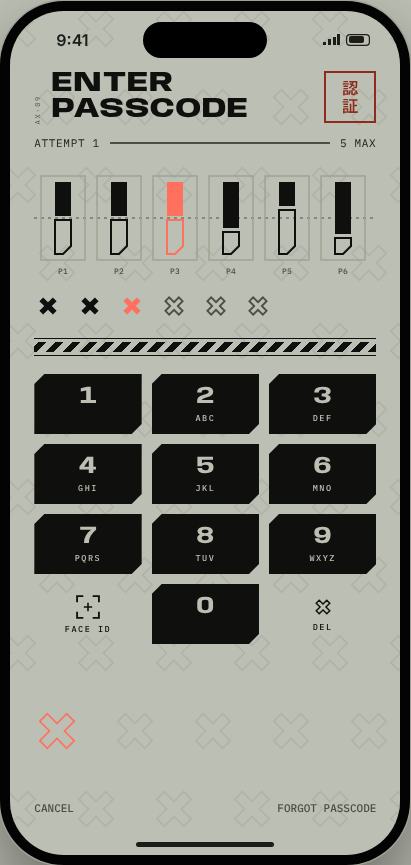 9:41
ENTER
PASSCODE
AX-09
認
証
ATTEMPT 1
5 MAX
P1 P2 P3 P4 P5 P6
1 2 3
ABC DEF
4 5 6
GHI JKL MNO
7 8 9
PQRS TUV WXYZ
0
FACE ID DEL
CANCEL
FORGOT PASSCODE